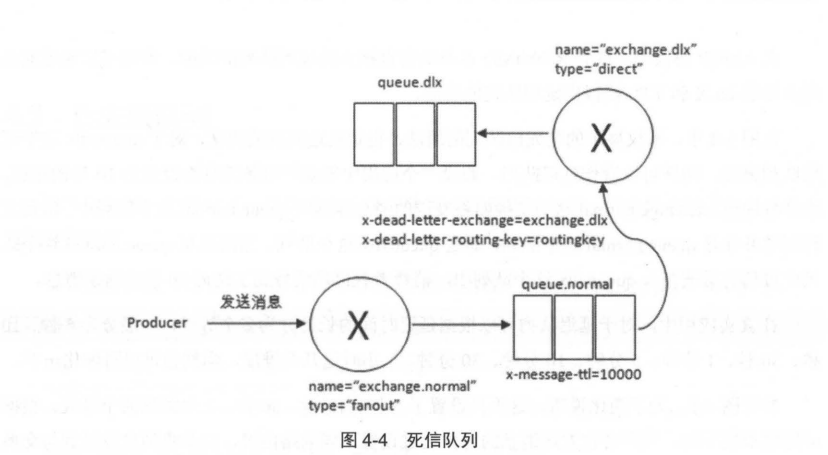 name="exchange.dlx"
type="direct"
queue.dlx
X
x-dead-letter-exchange=exchange.dlx
x-dead-letter-routing-key=routingkey
queue.normal
发送消息
Producer
X
x-message-ttl=10000
name="exchange.normal"
type="fanout"
图 4-4 死信队列